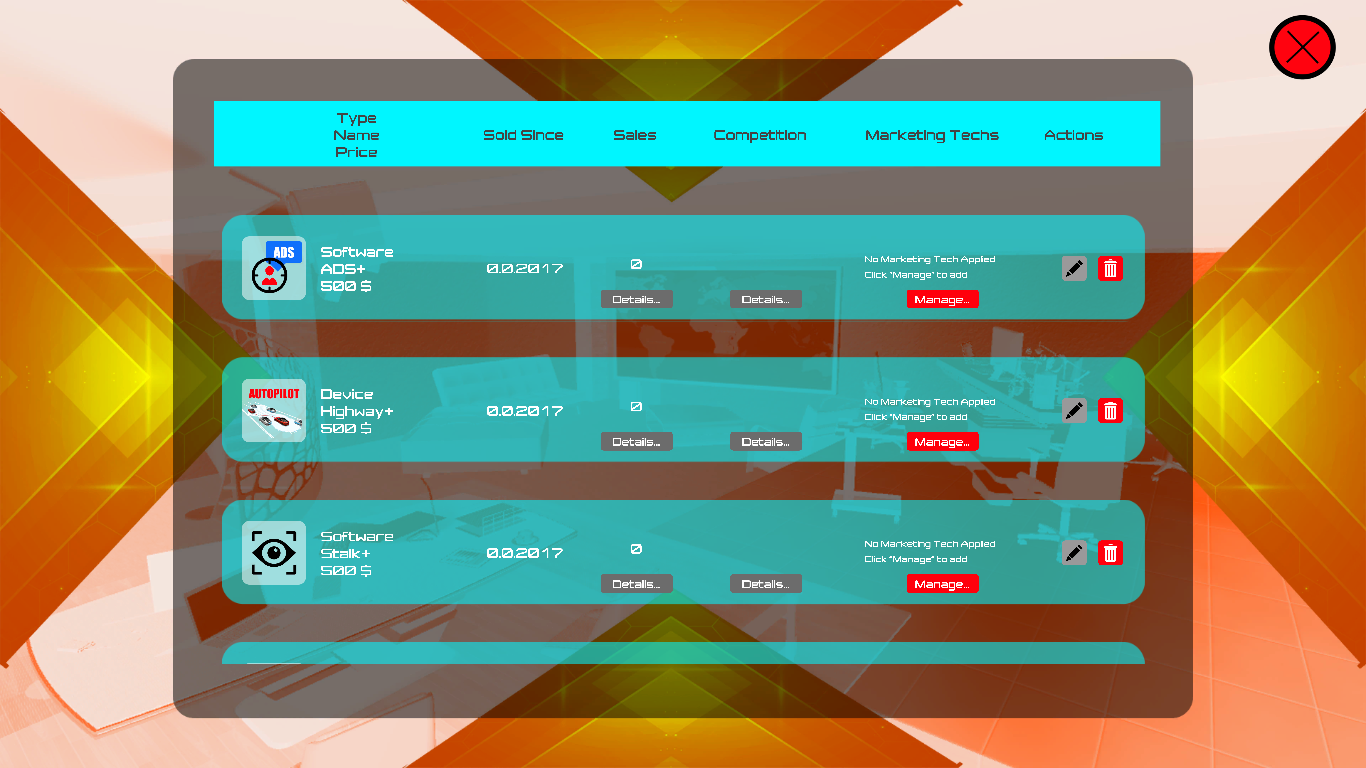 Type
Name
Price
Sold Since
Sales
Competition
Marketing Techs
Actions
ADS
Software
ADS+
500 $
0.0.2017
0
Details...
Details...
No Marketing Tech Applied
Click "Manage" to add
Manage...
AUTOPILOT
Device
Highway+
500 $
0.0.2017
0
Details...
Details...
No Marketing Tech Applied
Click "Manage" to add
Manage...
Software
Stalk+
500 $
0.0.2017
0
Details...
Details...
No Marketing Tech Applied
Click "Manage" to add
Manage...